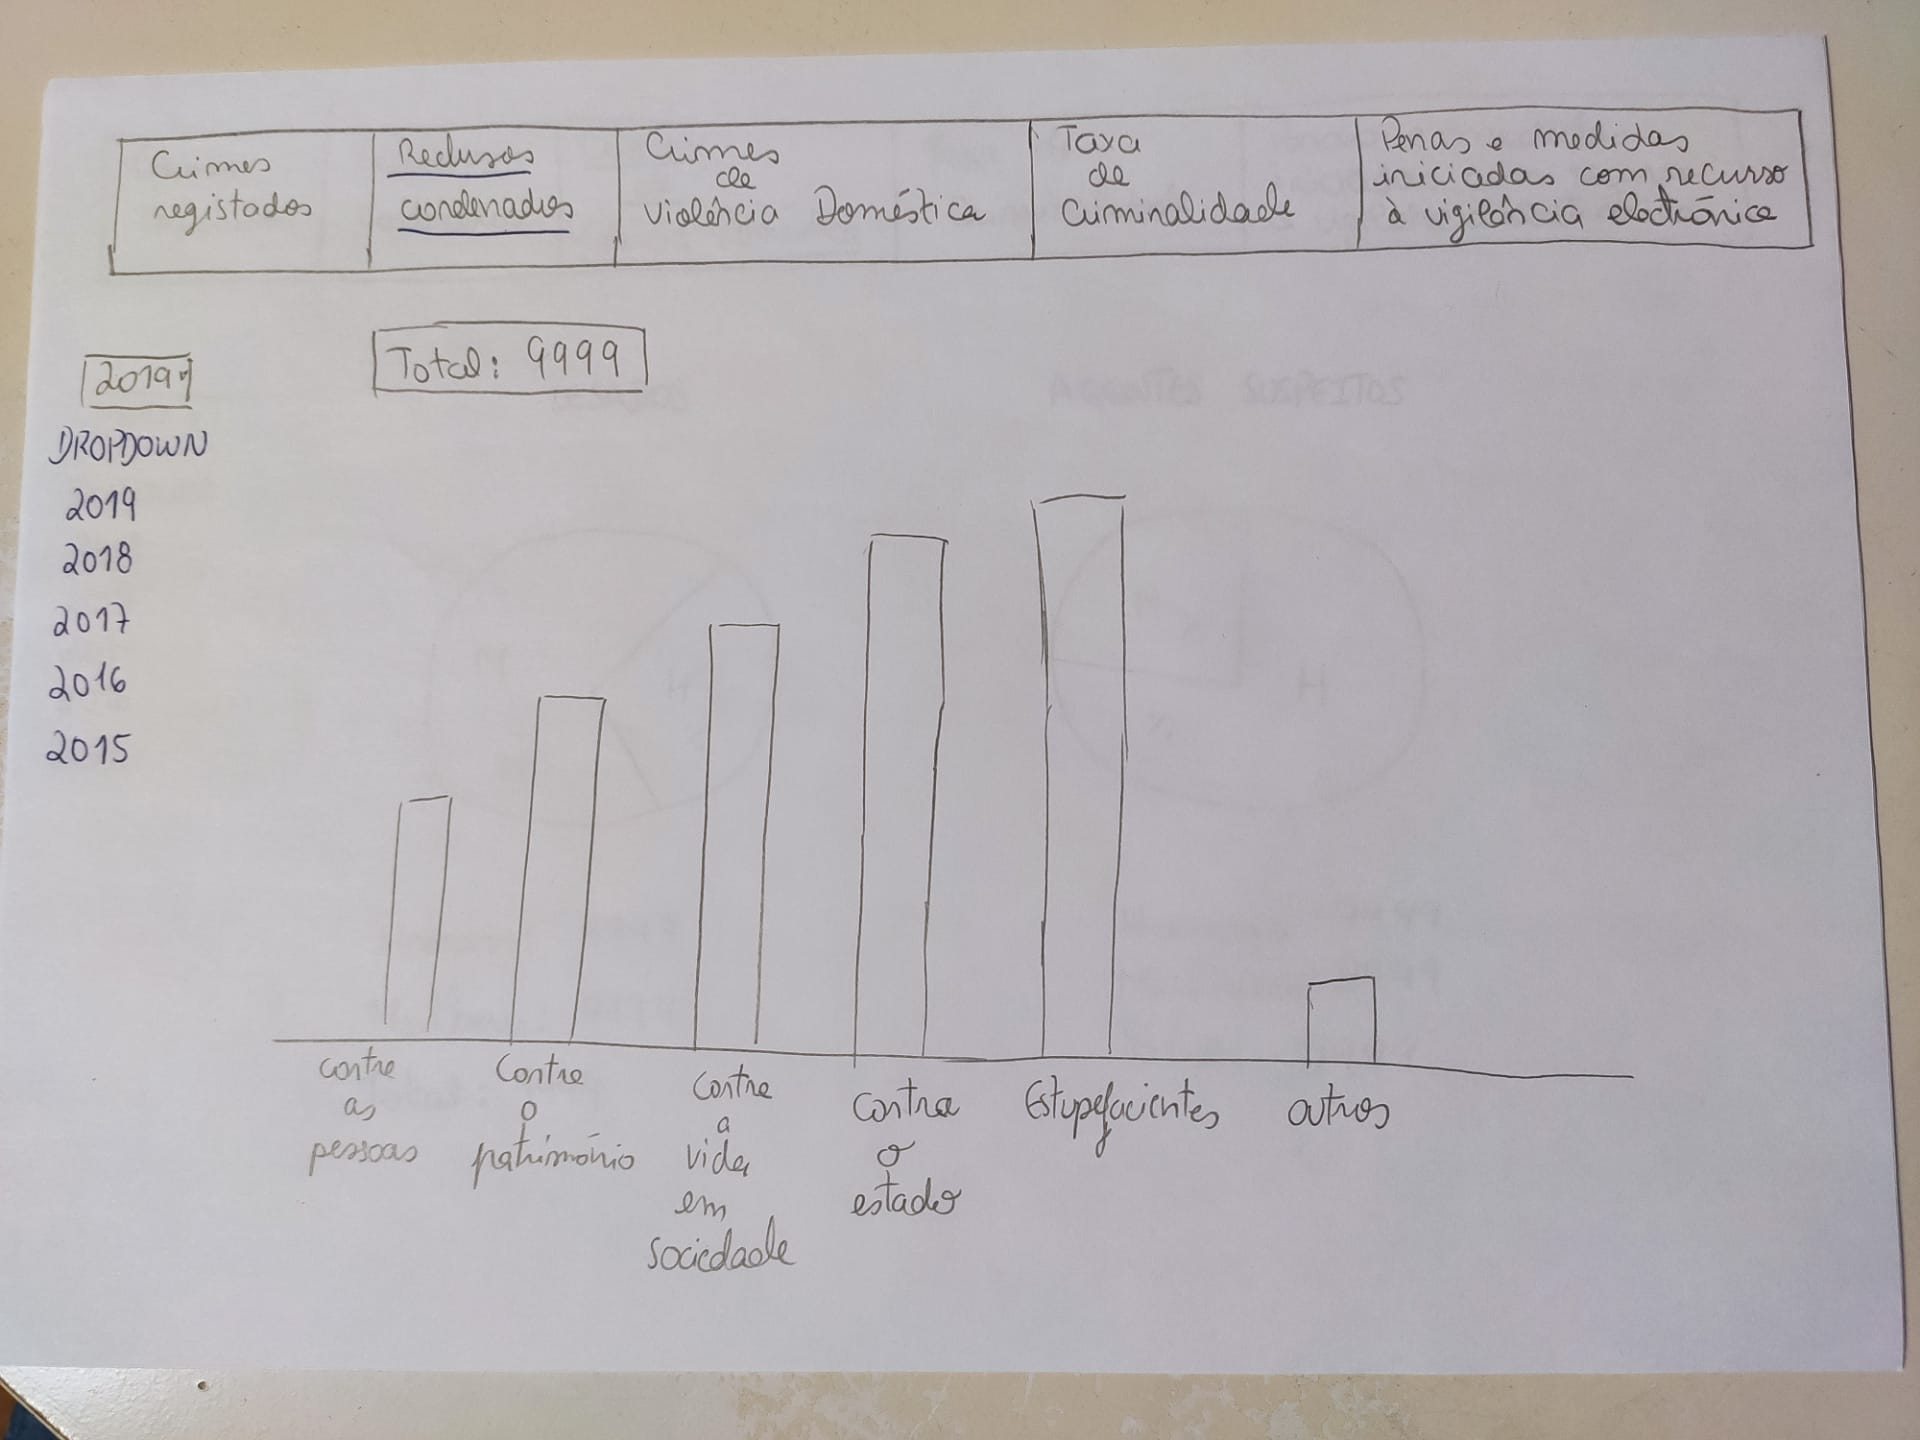 Crimes
registados
Reclusos
condenados
Crimes
de
Violência Doméstica
Taxa
de
Criminalidade
Penas e medidas
iniciadas com recurso
à vigilância electrónica
2019
Total: 9999
DROPDOWN
2019
2018
2017
2016
2015
AGENTES SUSPEITOS
M
H
H
contra
as
pessoas
Contra
o
património
Contra
a
vida
em
sociedade
Contra
o
estado
Estupefacientes
outros